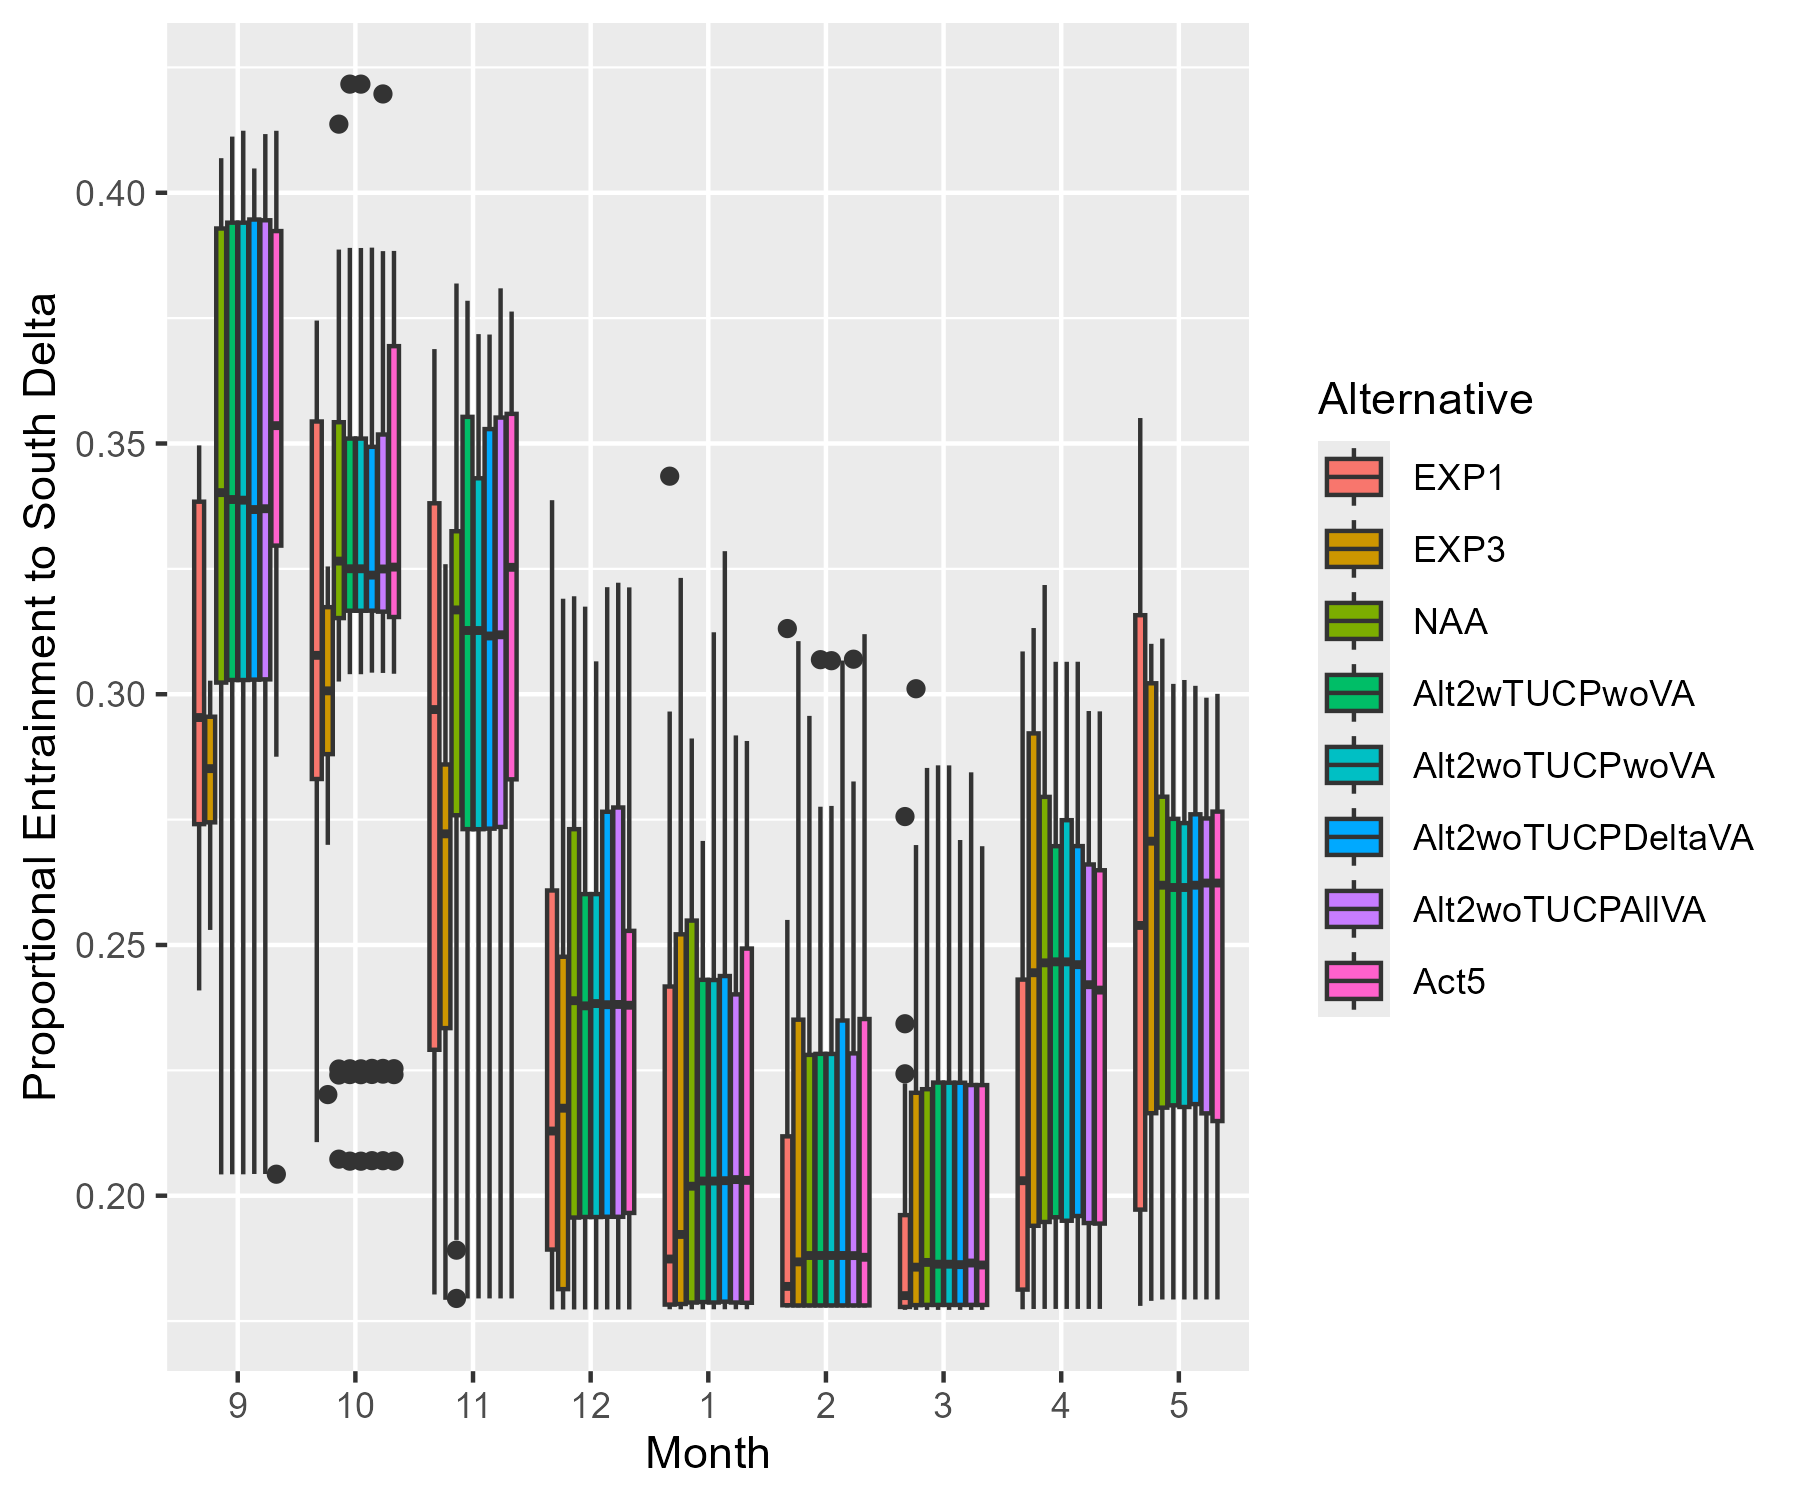 Proportional Entrainment to South Delta
0.40
0.35
0.30
0.25
0.20
9 10 11 12 1 2 3 4 5
Month
Alternative
EXP1
EXP3
NAA
Alt2wTUCPwoVA
Alt2woTUCPwoVA
Alt2woTUCPDeltaVA
Alt2woTUCPAllVA
Act5